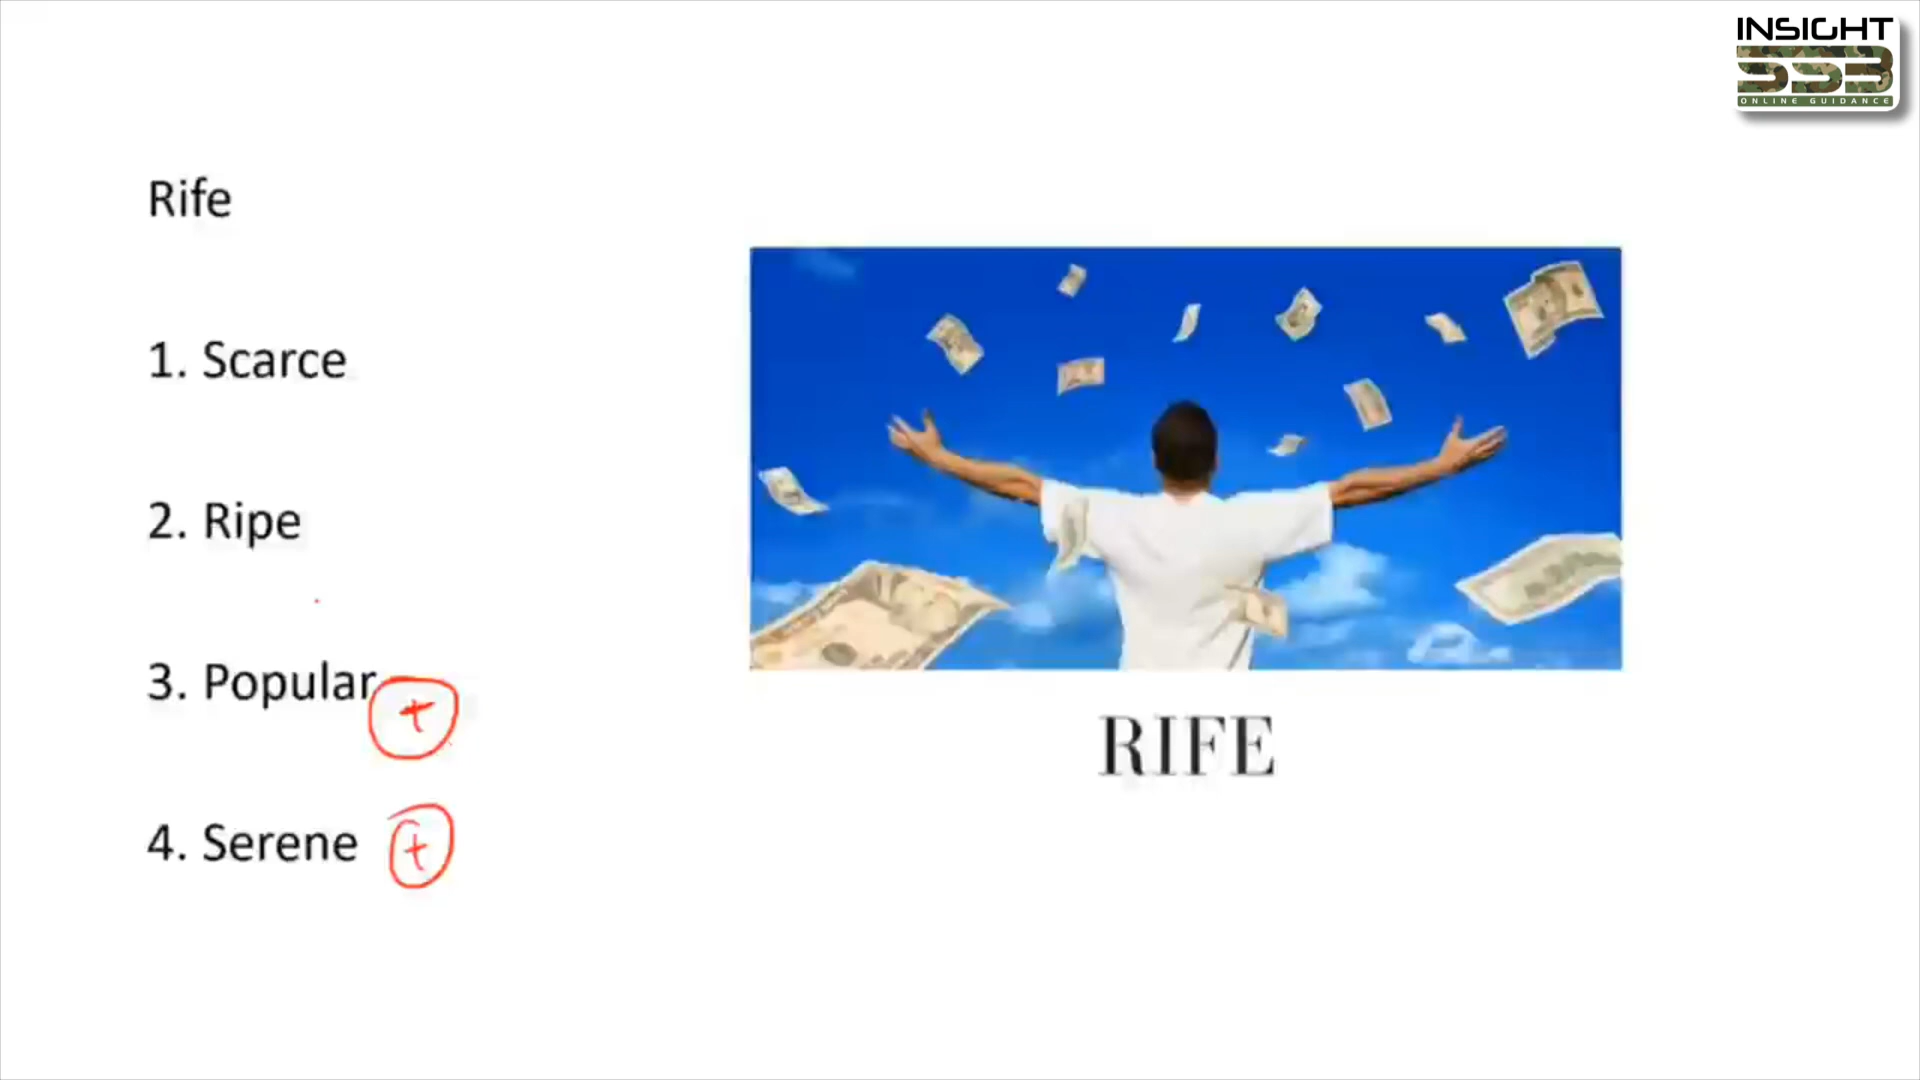 INSIGHT
SSB
ONLINE GUIDANCE
Rife
1. Scarce
2. Ripe
3. Popular
+
4. Serene
+
RIFE